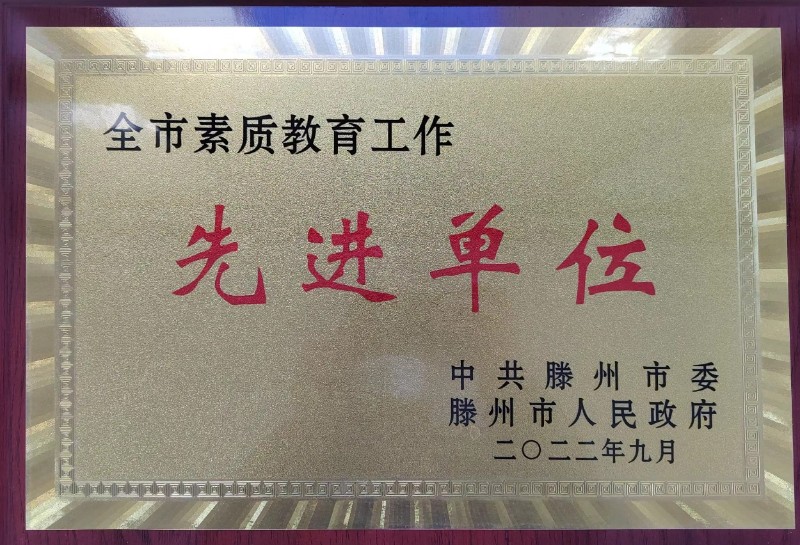 全市素质教育工作
先进单位
中共滕州市委
滕州市人民政府
二〇二二年九月